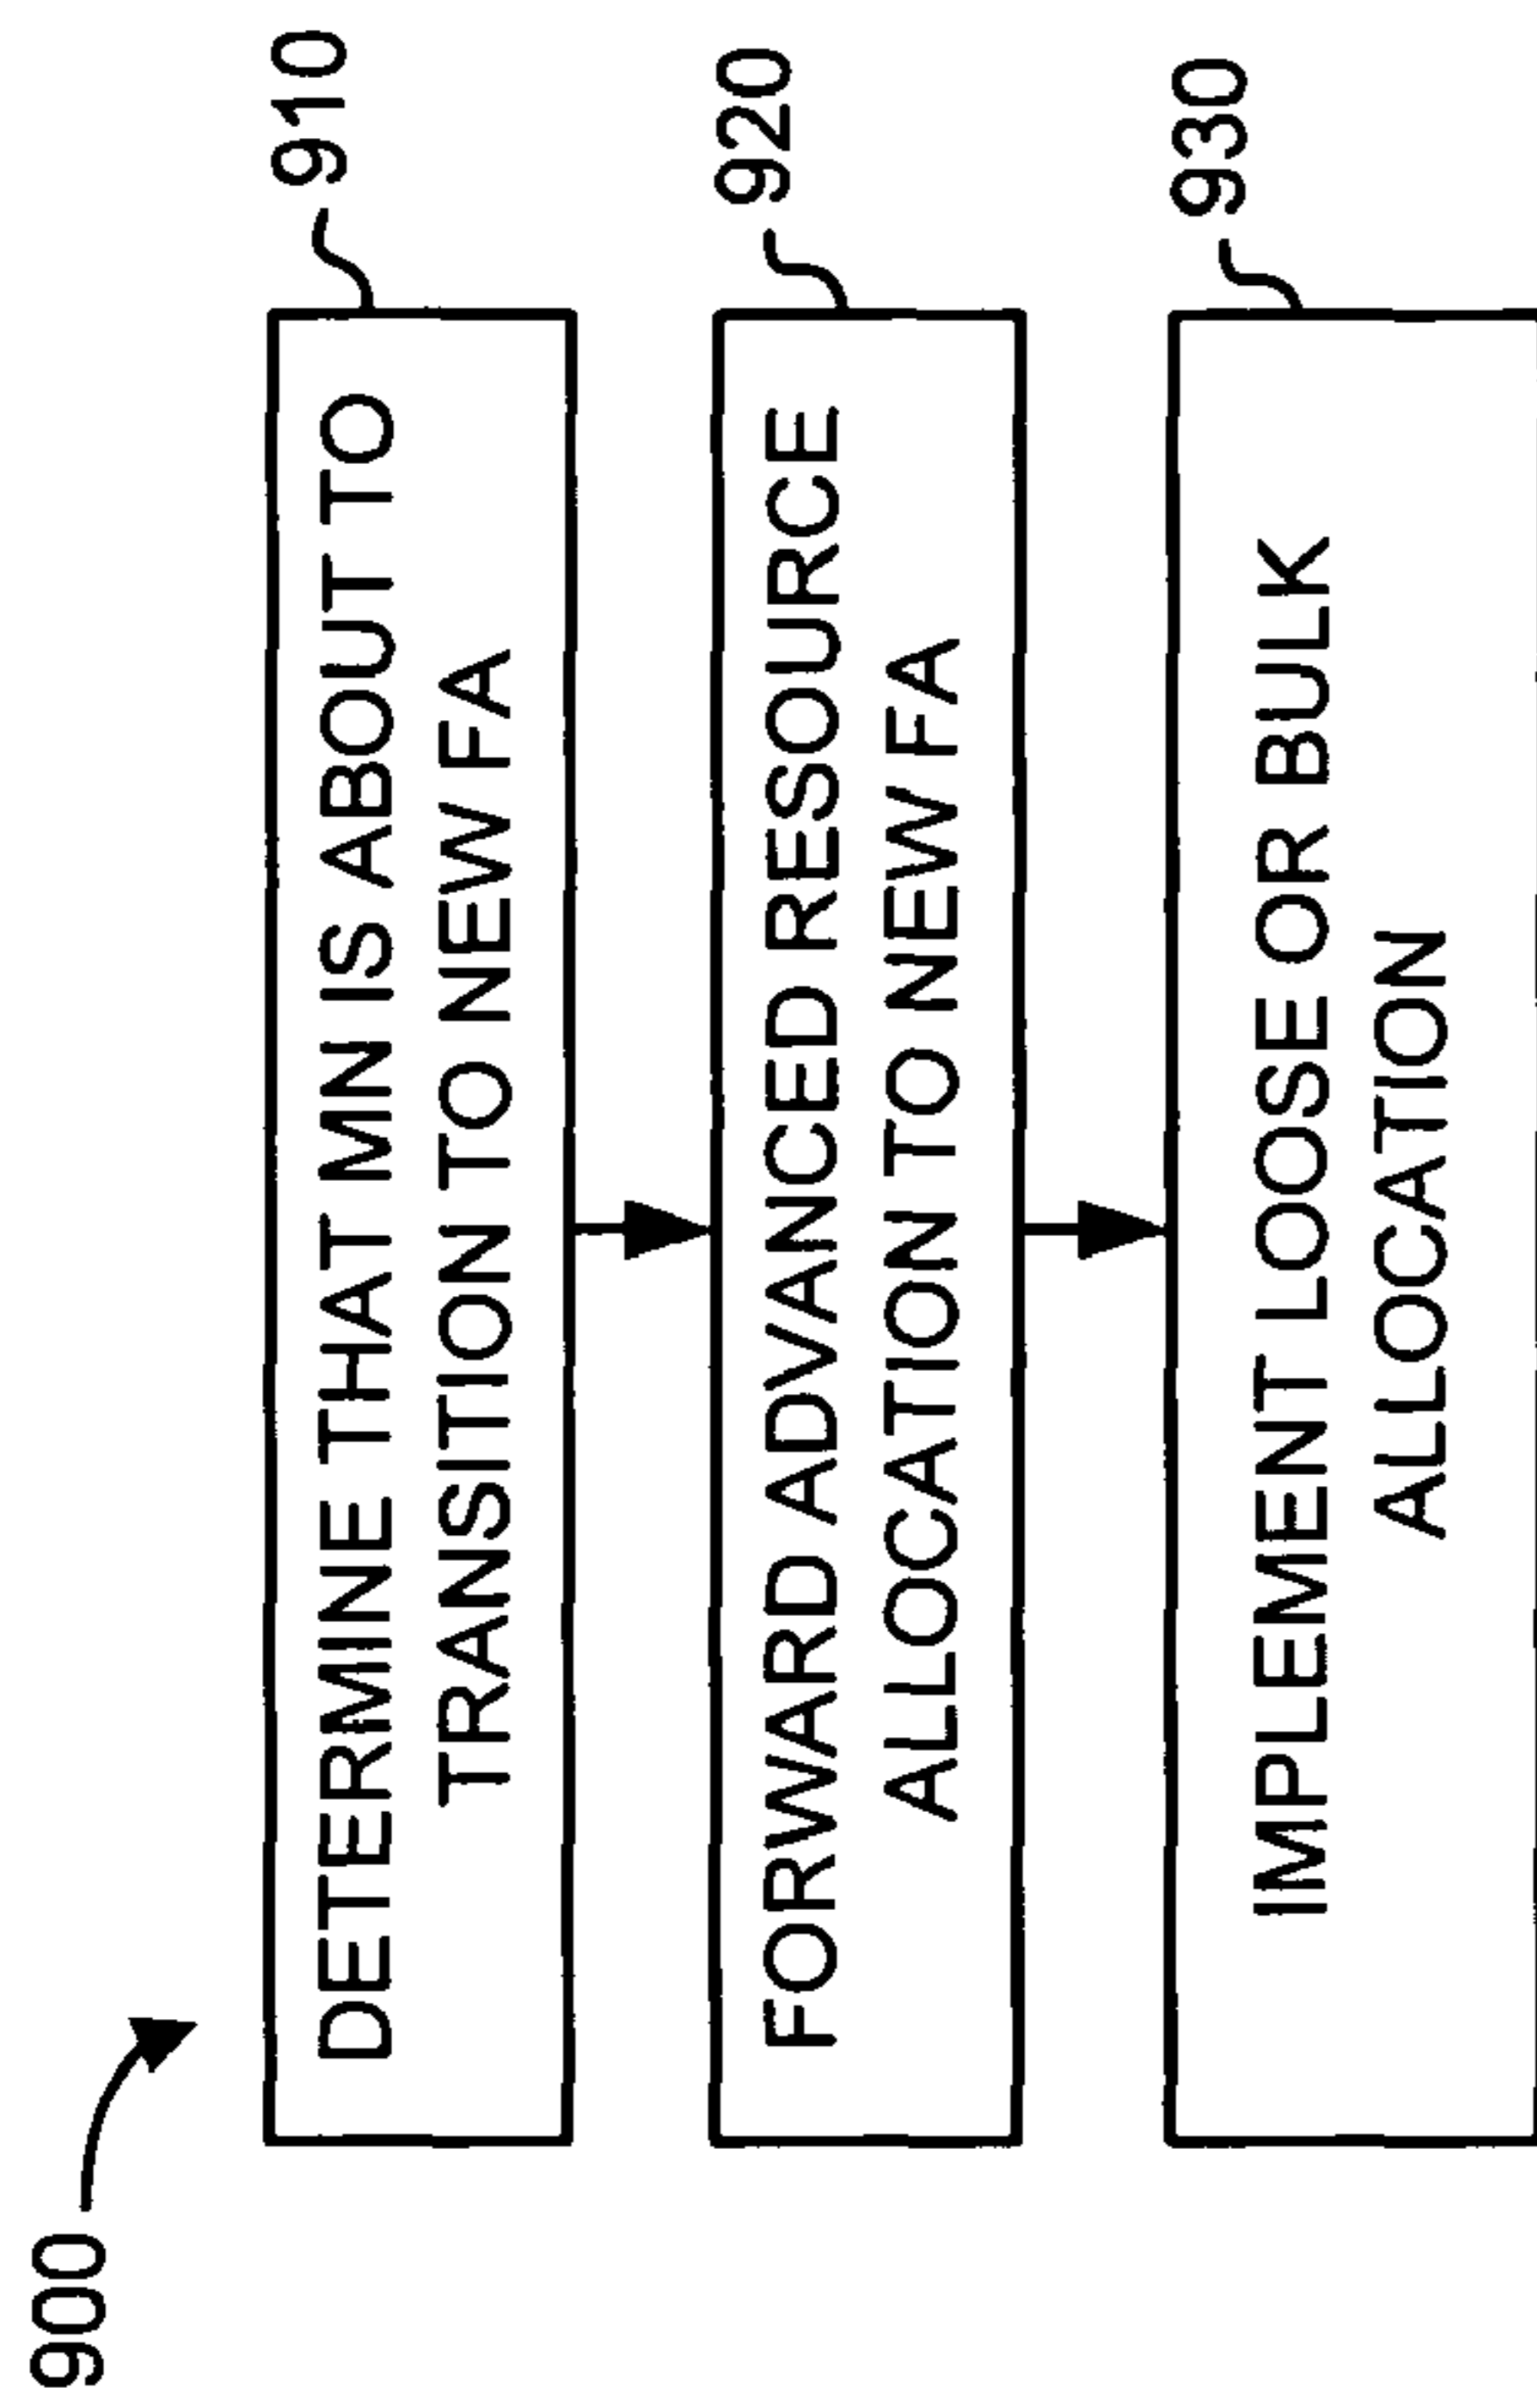 900
910
DETERMINE THAT MN IS ABOUT TO
TRANSITION TO NEW FA
920
FORWARD ADVANCED RESOURCE
ALLOCATION TO NEW FA
930
IMPLEMENT LOOSE OR BULK
ALLOCATION